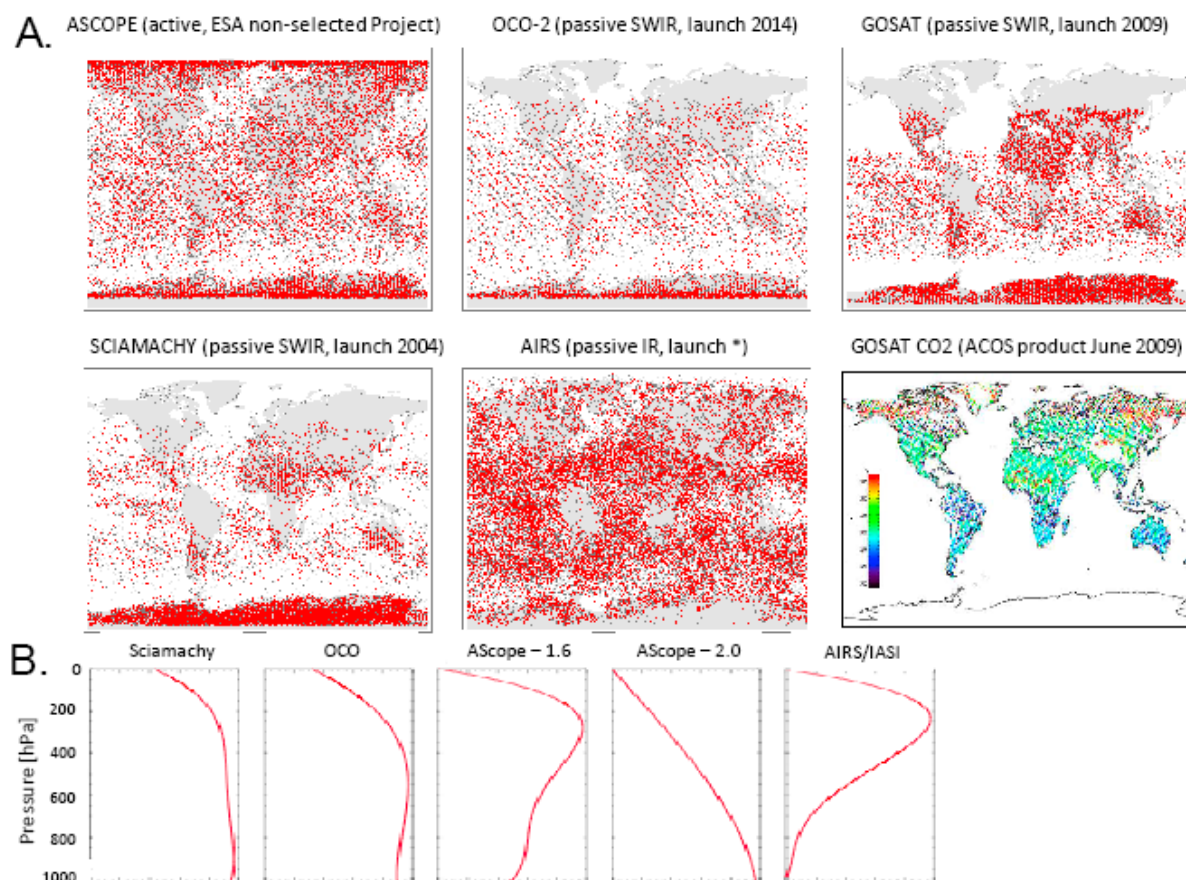 A.
ASCOPE (active, ESA non-selected Project)
OCO-2 (passive SWIR, launch 2014)
GOSAT (passive SWIR, launch 2009)
SCIAMACHY (passive SWIR, launch 2004)
AIRS (passive IR, launch *)
GOSAT CO2 (ACOS product June 2009)
B.
Sciamachy
OCO
AScope – 1.6
AScope – 2.0
AIRS/IASI
Pressure [hPa]
0
200
400
600
800
1000